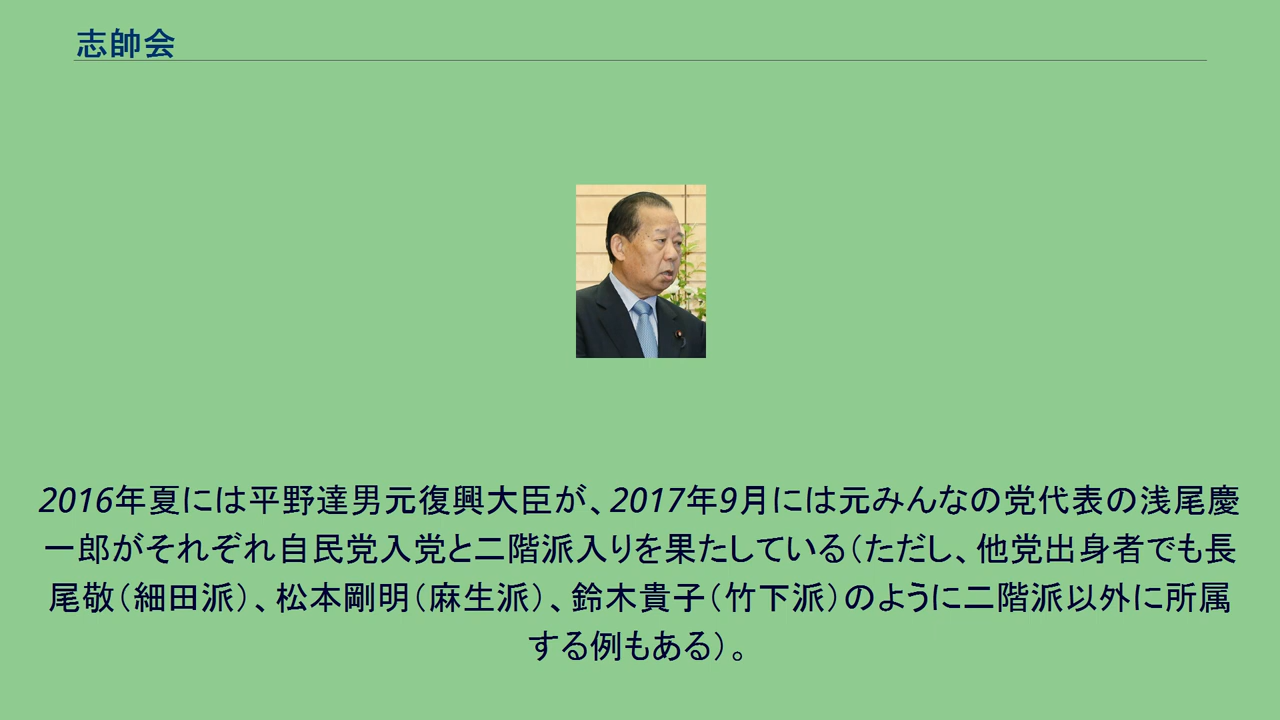 志帥会
2016年夏には平野達男元復興大臣が、2017年9月には元みんなの党代表の浅尾慶
一郎がそれぞれ自民党入党と二階派入りを果たしている（ただし、他党出身者でも長
尾敬（細田派）、松本剛明（麻生派）、鈴木貴子（竹下派）のように二階派以外に所属
する例もある）。